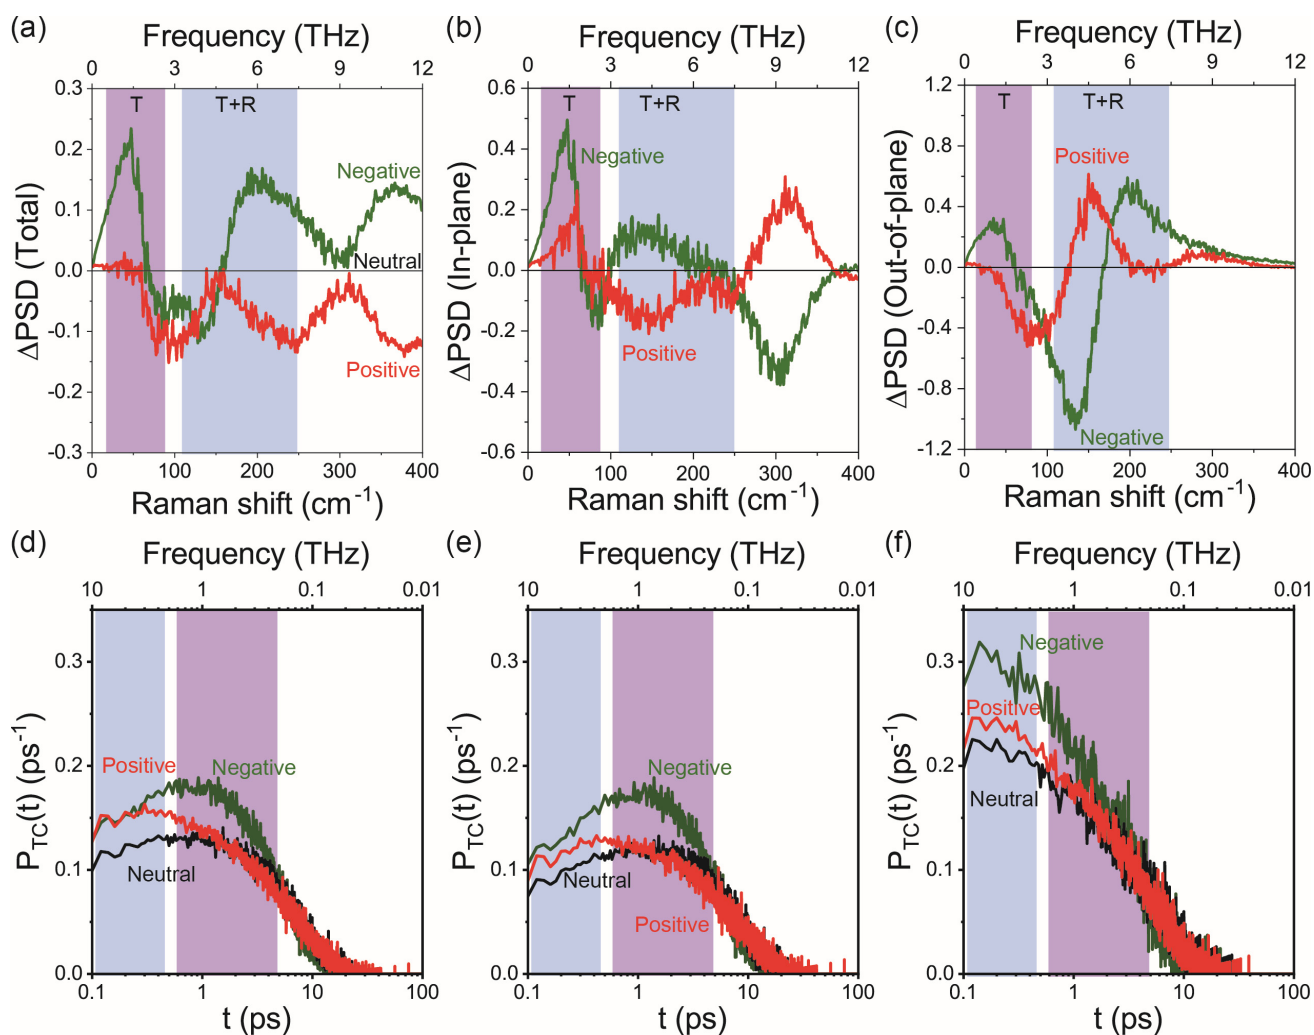 (a) Frequency (THz)
0 3 6 9 12
0.3
0.2
0.1
0.0
-0.1
-0.2
-0.3
ΔPSD (Total)
T T+R
Negative
Neutral
Positive
0 100 200 300 400
Raman shift (cm⁻¹)
(b) Frequency (THz)
0 3 6 9 12
0.6
0.4
0.2
0.0
-0.2
-0.4
-0.6
ΔPSD (In-plane)
T T+R
Negative
Positive
0 100 200 300 400
Raman shift (cm⁻¹)
(c) Frequency (THz)
0 3 6 9 12
1.2
0.8
0.4
0.0
-0.4
-0.8
-1.2
ΔPSD (Out-of-plane)
T T+R
Positive
Negative
0 100 200 300 400
Raman shift (cm⁻¹)
(d) Frequency (THz)
10 1 0.1 0.01
0.3
0.2
0.1
0.0
P_TC(t) (ps⁻¹)
Positive Negative
Neutral
0.1 1 10 100
t (ps)
(e) Frequency (THz)
10 1 0.1 0.01
0.3
0.2
0.1
0.0
P_TC(t) (ps⁻¹)
Negative
Neutral
Positive
0.1 1 10 100
t (ps)
(f) Frequency (THz)
10 1 0.1 0.01
0.3
0.2
0.1
0.0
P_TC(t) (ps⁻¹)
Negative
Positive
Neutral
0.1 1 10 100
t (ps)